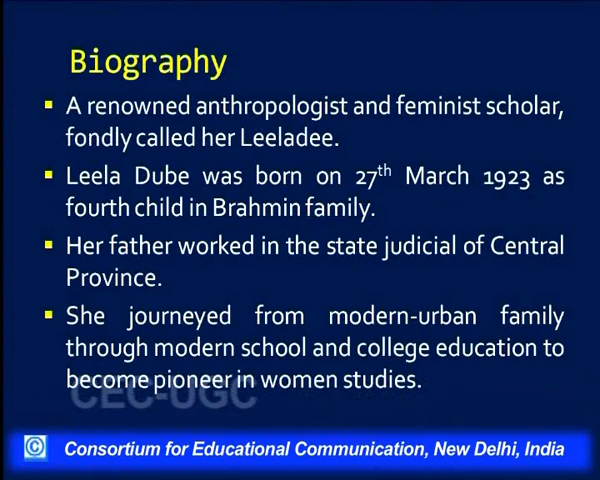 Biography
▪ A renowned anthropologist and feminist scholar,
fondly called her Leeladee.
▪ Leela Dube was born on 27th March 1923 as
fourth child in Brahmin family.
▪ Her father worked in the state judicial of Central
Province.
▪ She journeyed from modern-urban family
through modern school and college education to
become pioneer in women studies.
CEC-UGC
© Consortium for Educational Communication, New Delhi, India